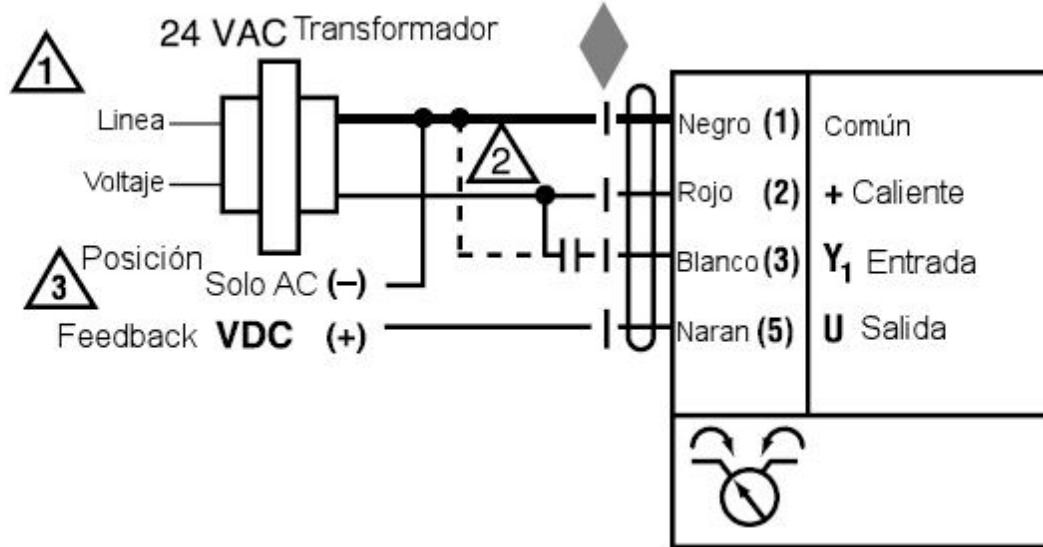 24 VAC Transformador
1
Linea
Voltaje
2
3
Posición
Solo AC (–)
Feedback VDC (+)
Negro (1) Común
Rojo (2) + Caliente
Blanco (3) Y1 Entrada
Naran (5) U Salida